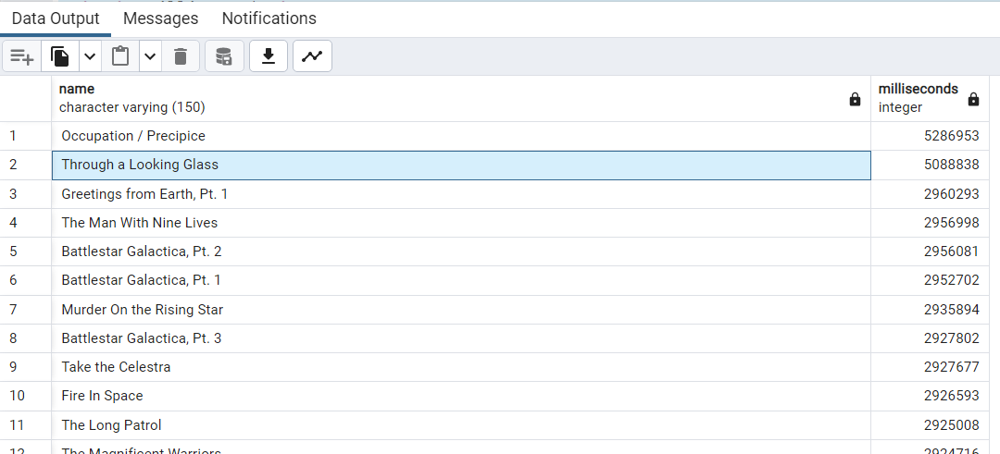 Data Output Messages Notifications
name milliseconds
character varying (150) integer
1 Occupation / Precipice 5286953
2 Through a Looking Glass 5088838
3 Greetings from Earth, Pt. 1 2960293
4 The Man With Nine Lives 2956998
5 Battlestar Galactica, Pt. 2 2956081
6 Battlestar Galactica, Pt. 1 2952702
7 Murder On the Rising Star 2935894
8 Battlestar Galactica, Pt. 3 2927802
9 Take the Celestra 2927677
10 Fire In Space 2926593
11 The Long Patrol 2925008
12 The Magnificent Warriors 2924716